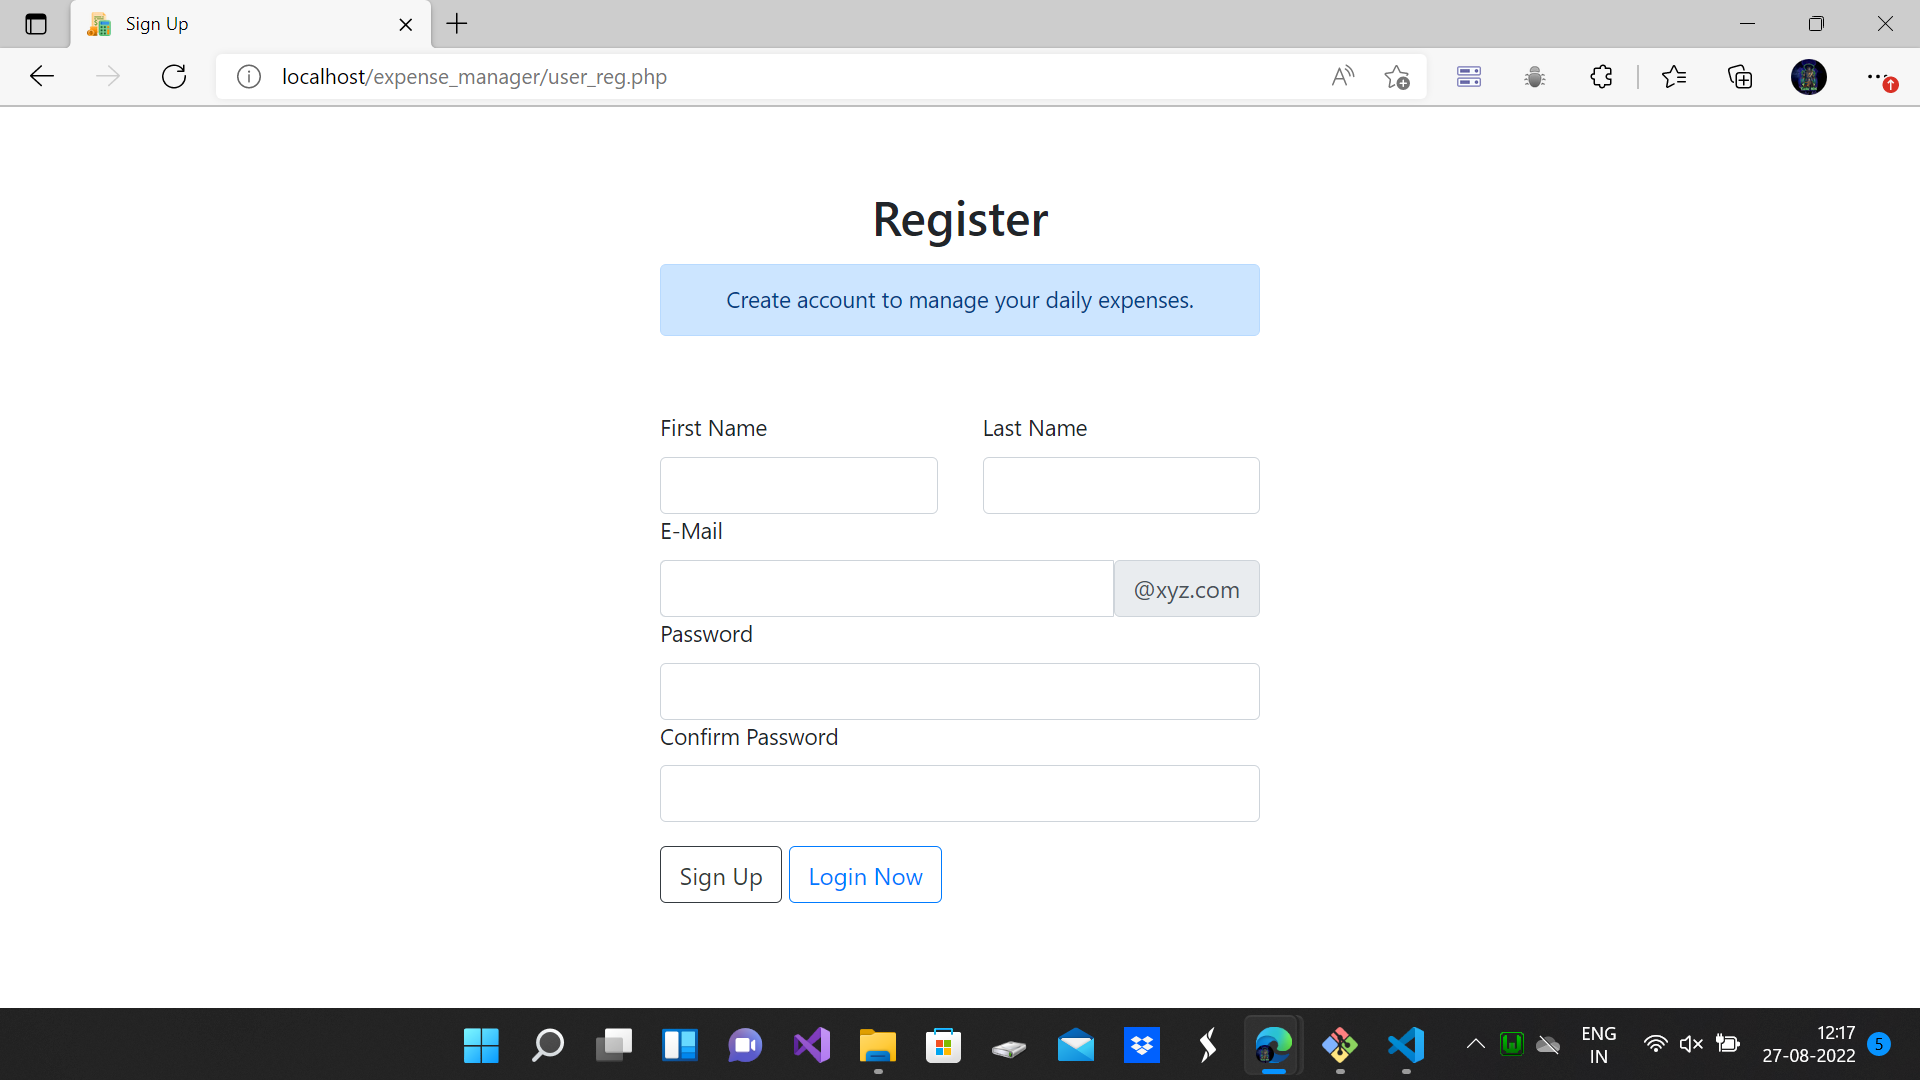 Sign Up
localhost/expense_manager/user_reg.php
Register
Create account to manage your daily expenses.
First Name
Last Name
E-Mail
@xyz.com
Password
Confirm Password
Sign Up
Login Now
ENG
IN
12:17
27-08-2022
5